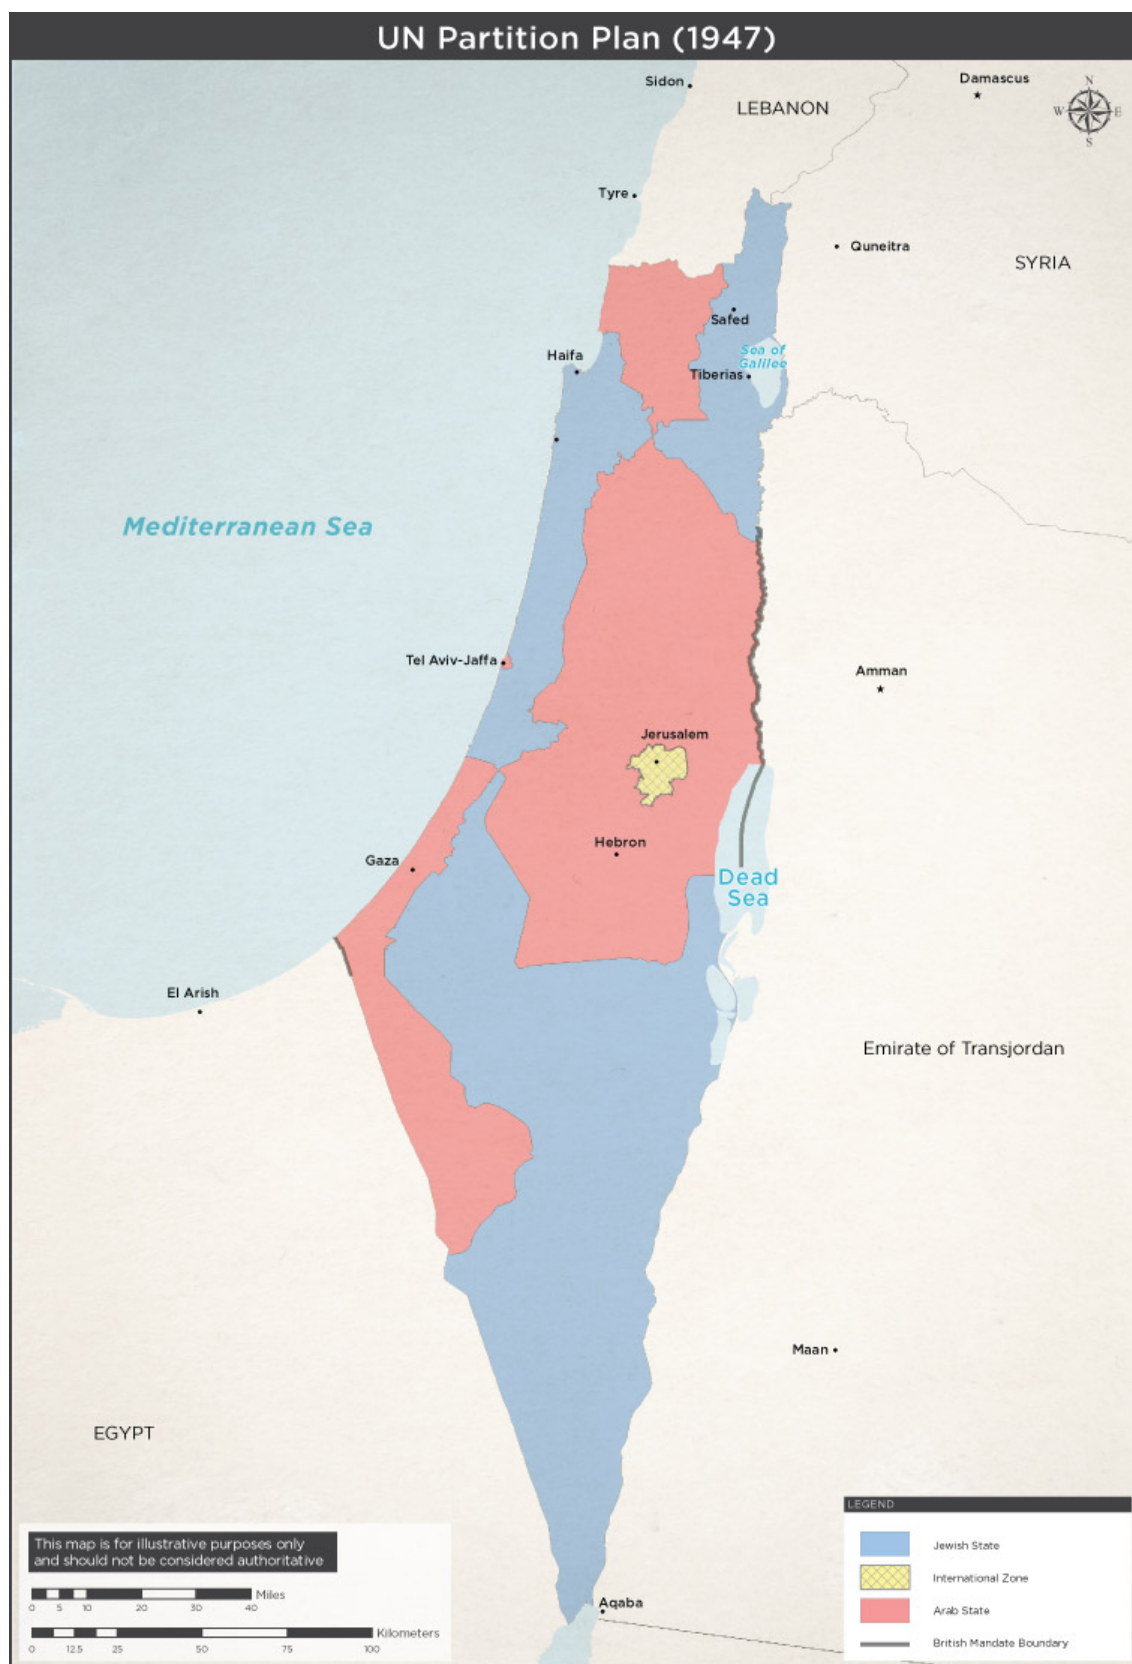 UN Partition Plan (1947)
Sidon
Damascus
LEBANON
N
W
E
S
Tyre
Quneitra
SYRIA
Safed
Haifa
Sea of
Galilee
Tiberias
Mediterranean Sea
Tel Aviv-Jaffa
Amman
Jerusalem
Hebron
Gaza
Dead
Sea
El Arish
Emirate of Transjordan
Maan
EGYPT
LEGEND
Jewish State
International Zone
Arab State
British Mandate Boundary
This map is for illustrative purposes only
and should not be considered authoritative
Miles
0 5 10 20 30 40
Kilometers
0 12.5 25 50 75 100
Aqaba